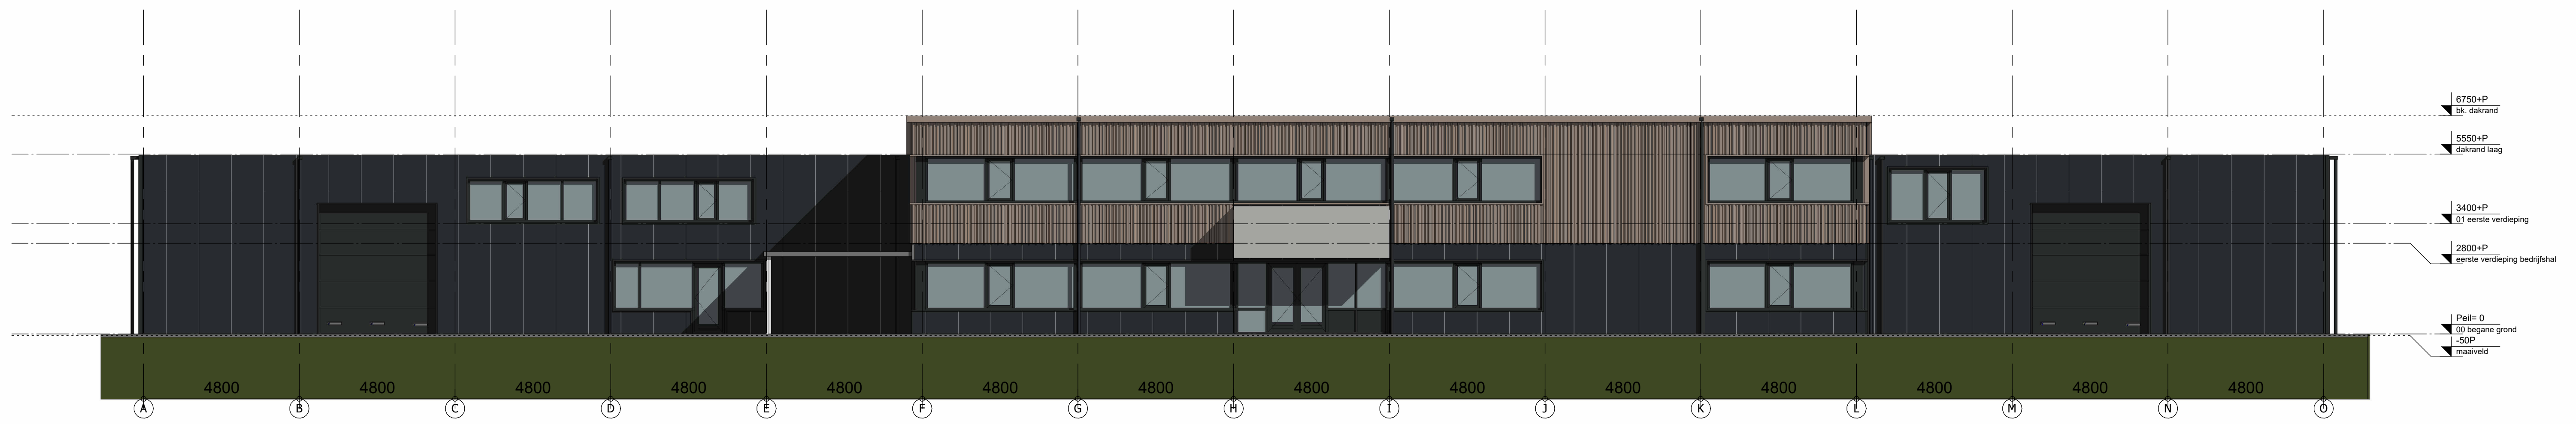 6750+P
bk. dakrand
5550+P
dakrand laag
3400+P
01 eerste verdieping
2800+P
eerste verdieping bedrijfshal
Peil= 0
00 begane grond
-50P
maaiveld
4800 4800 4800 4800 4800 4800 4800 4800 4800 4800 4800 4800 4800 4800
A B C D E F G H I J K L M N O